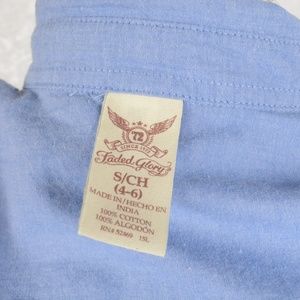 72
SINCE 1972
Faded Glory
S/CH
(4-6)
MADE IN/HECHO EN
INDIA
100% COTTON
100% ALGODÓN
RN# 52469 15L